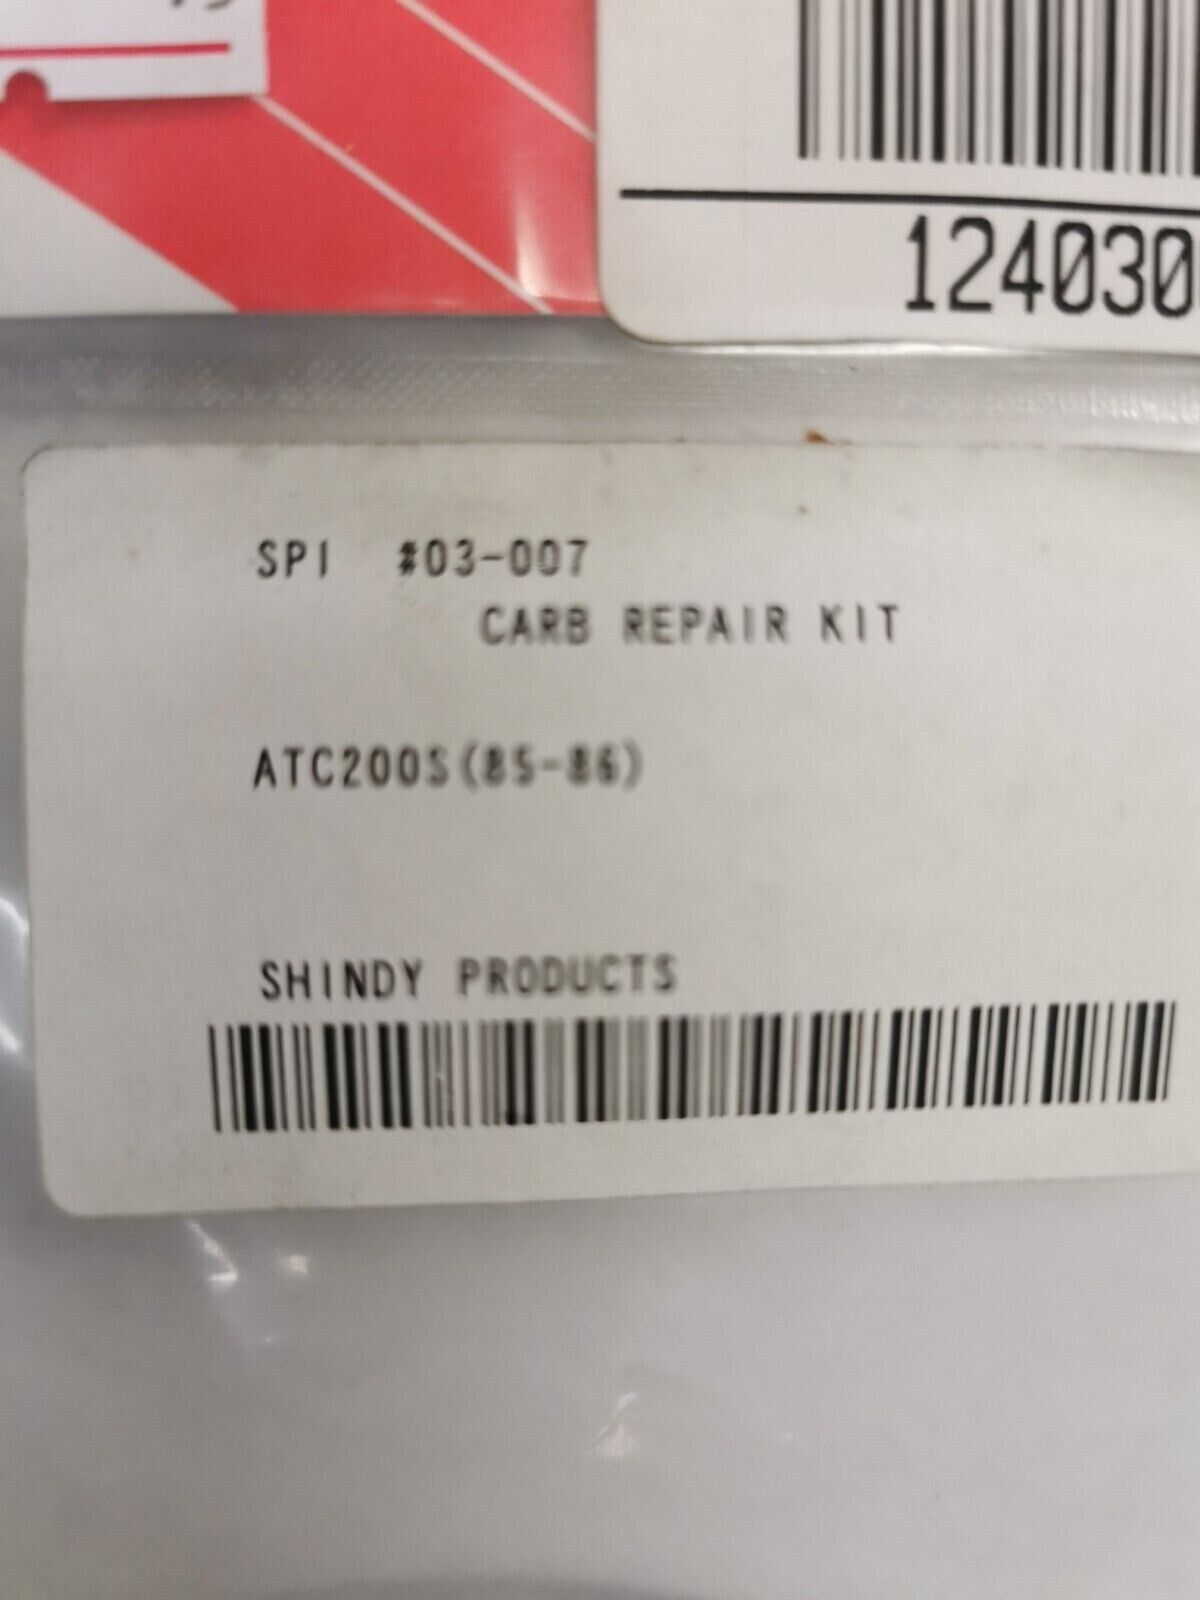 124030
SPI #03-007
CARB REPAIR KIT
ATC200S(85-86)
SHINDY PRODUCTS